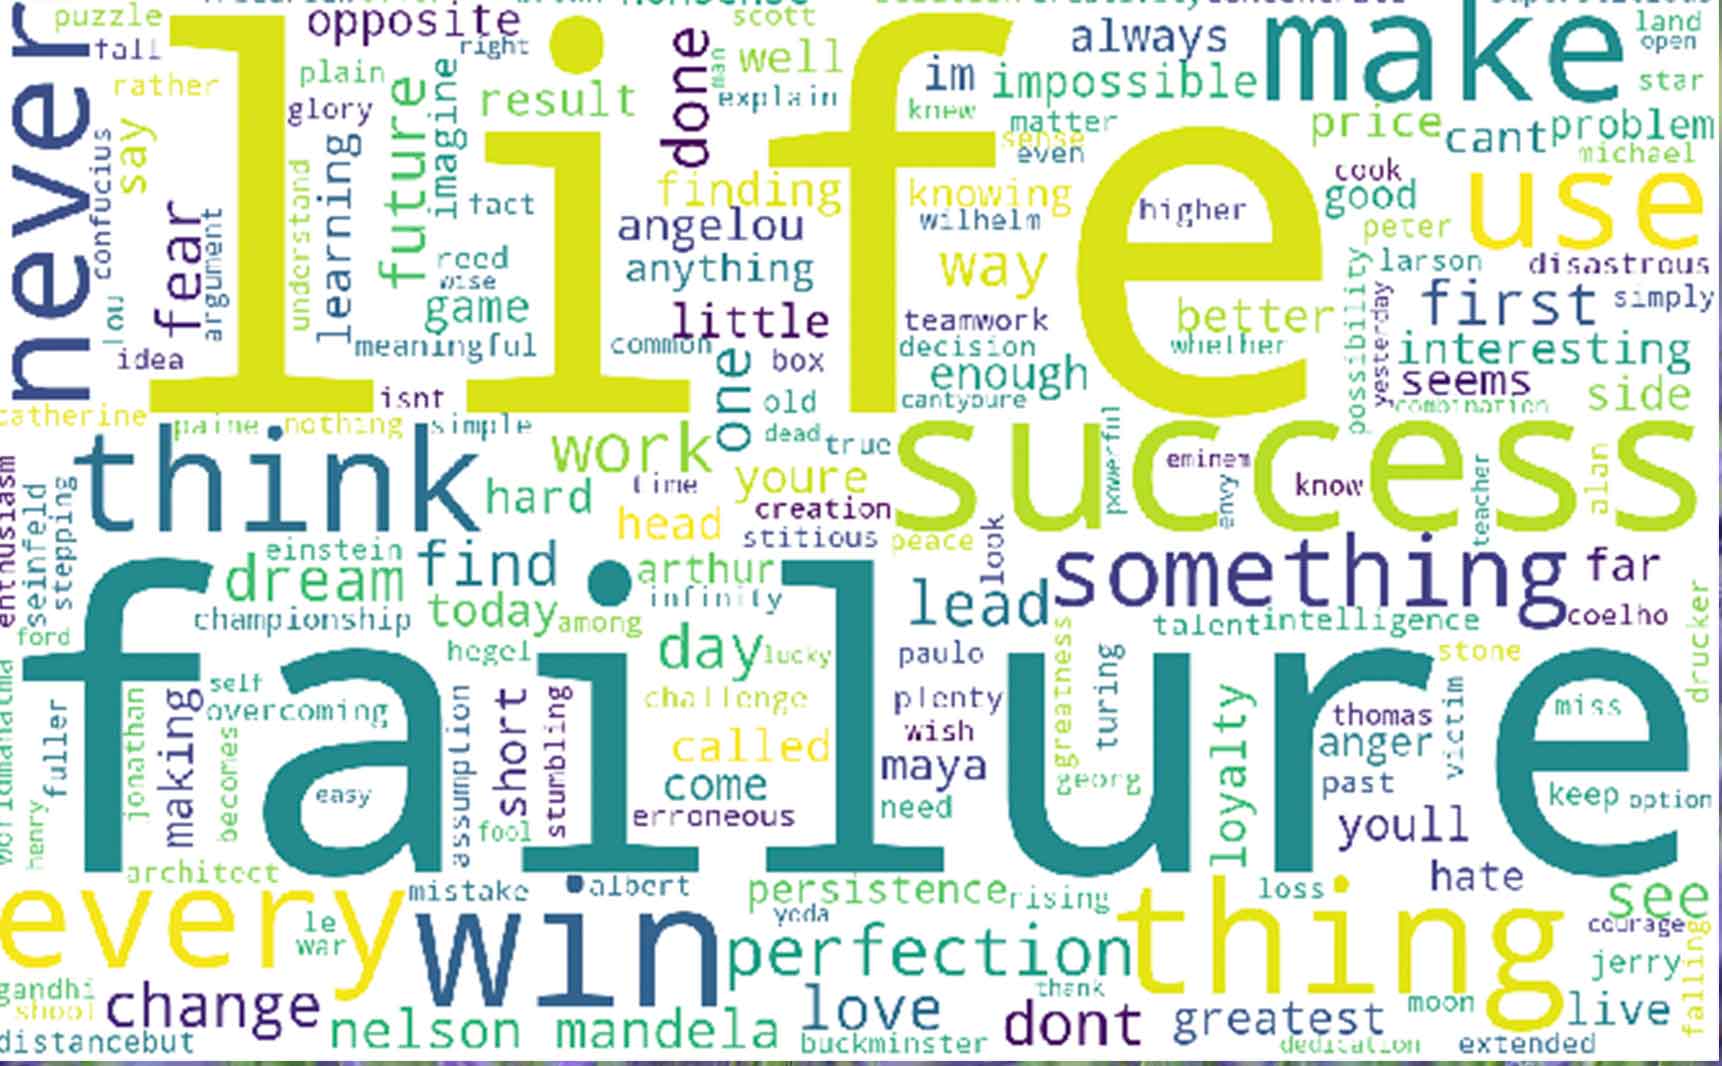 puzzle opposite scott always make land
fall right well open
rather plain man im impossible star
never life
glory result done explain knew
confucius say future imagine matter price cant problem
learning sense even michael
fear understand fact finding knowing cook use
argument angelou wilhelm higher good
reed anything way peter
lou wise larson disastrous
game little teamwork better possibility yesterday first simply
idea meaningful common box decision whether interesting
isnt one old enough seems side
catherine cantyoure combination
paine nothing simple dead true success
think work youre powerful eminem
enthusiasm seinfeld stepping hard time creation envy know teacher alan
head stitious peace look
einstein find arthur something far
dream infinity lead
championship today among talent intelligence coelho
ford day lucky failure
hegel paulo greatness turing stone drucker
fuller jonathan making self assumption short stumbling challenge plenty loyalty thomas victim miss
overcoming called wish anger
becomes come maya georg past
henry easy fool erroneous need youll keep option
architect hate
every mistake albert persistence rising loss see
le win yoda thing courage
war perfection jerry falling
gandhi thank
shool change love dont greatest moon live
distancebut nelson mandela buckminster dedication extended